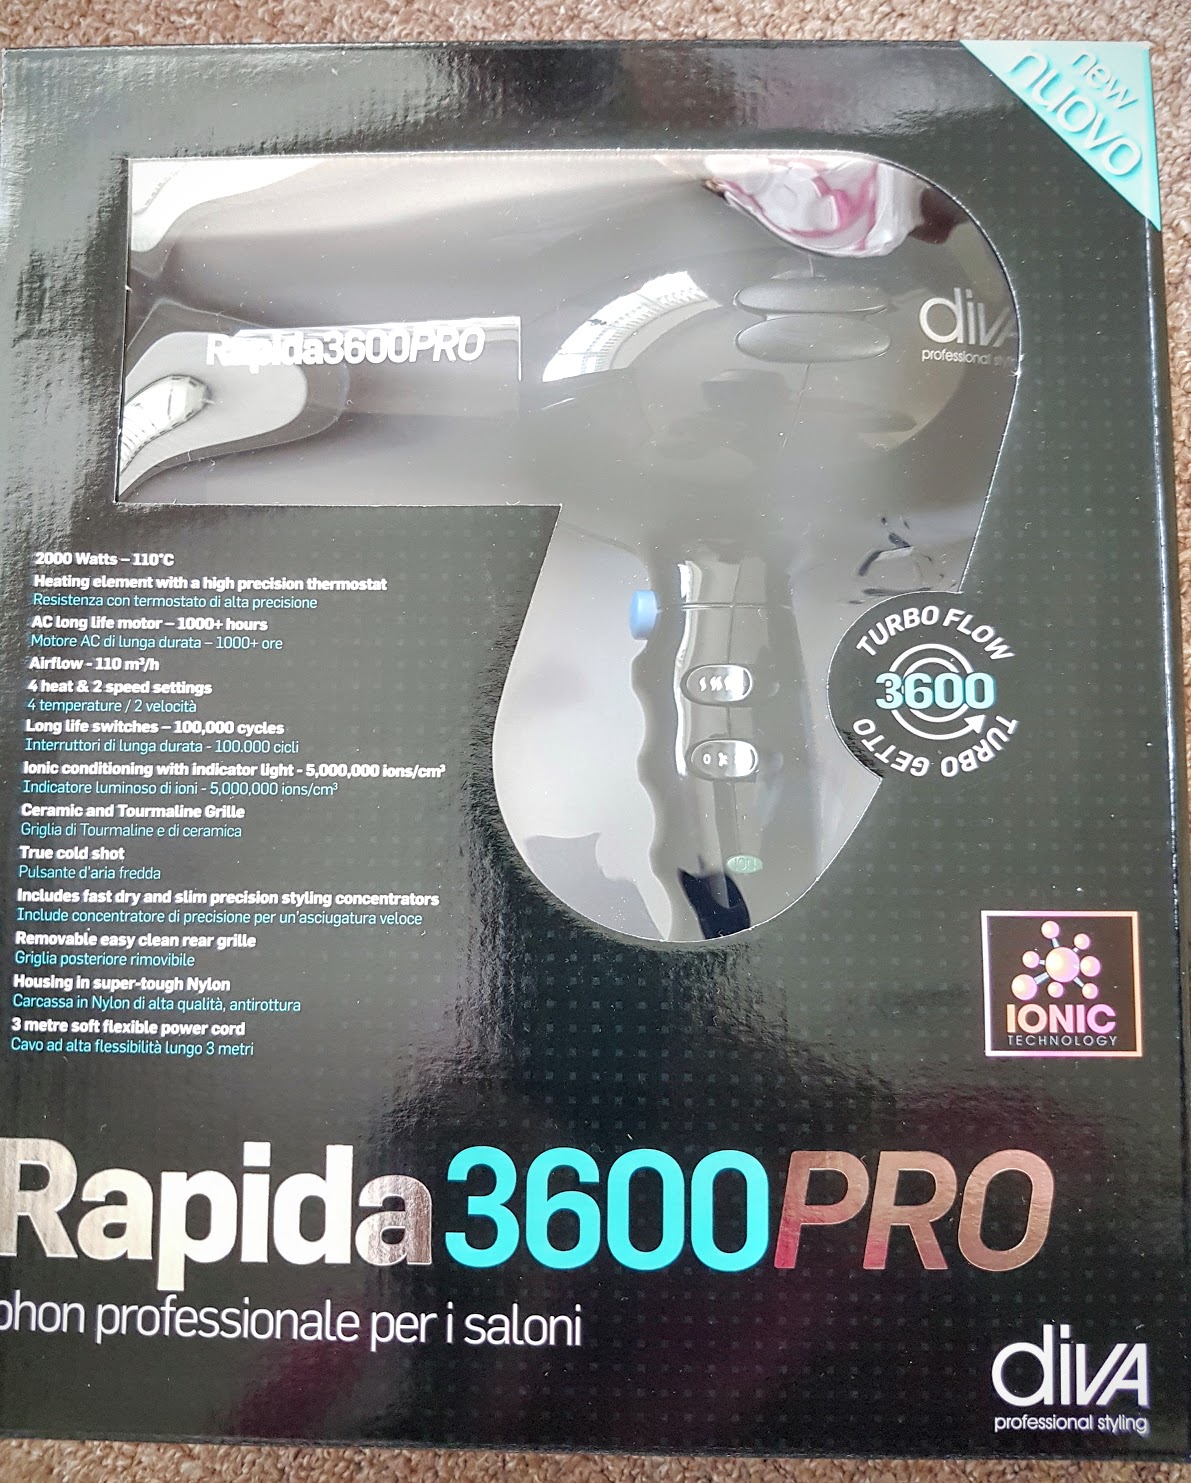 new
nuovo
diVA
professional
Rapida3600PRO
2000 Watts – 110°C
Heating element with a high precision thermostat
Resistenza con termostato di alta precisione
AC long life motor – 1000+ hours
Motore AC di lunga durata – 1000+ ore
Airflow - 110 m³/h
4 heat & 2 speed settings
4 temperature / 2 velocità
Long life switches – 100,000 cycles
Interruttori di lunga durata - 100.000 cicli
Ionic conditioning with indicator light - 5,000,000 ions/cm³
Indicatore luminoso di ioni - 5,000,000 ions/cm³
Ceramic and Tourmaline Grille
Griglia di Tourmaline e di ceramica
True cold shot
Pulsante d'aria fredda
Includes fast dry and slim precision styling concentrators
Include concentratore di precisione per un'asciugatura veloce
Removable easy clean rear grille
Griglia posteriore rimovibile
Housing in super-tough Nylon
Carcassa in Nylon di alta qualità, antirottura
3 metre soft flexible power cord
Cavo ad alta flessibilità lungo 3 metri
TURBO FLOW
3600
TURBO GETTO
ION
IONIC
TECHNOLOGY
Rapida3600PRO
phon professionale per i saloni
diVA
professional styling